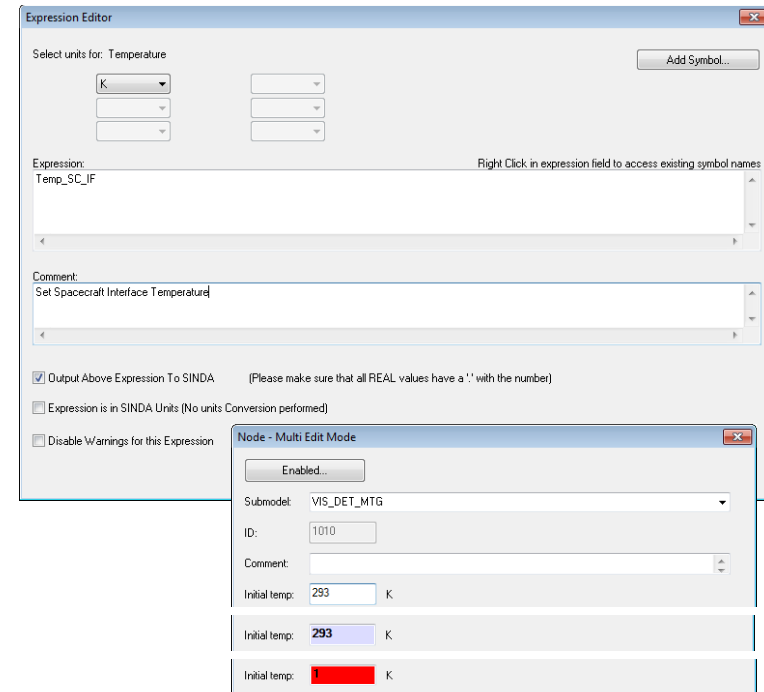 Expression Editor
Select units for: Temperature
Add Symbol...
K
Expression:
Right Click in expression field to access existing symbol names
Temp_SC_IF
Comment:
Set Spacecraft Interface Temperature
Output Above Expression To SINDA (Please make sure that all REAL values have a '.' with the number)
Expression is in SINDA Units (No units Conversion performed)
Disable Warnings for this Expression
Node - Multi Edit Mode
Enabled...
Submodel: VIS_DET_MTG
ID: 1010
Comment:
Initial temp: 293 K
Initial temp: 293 K
Initial temp: 1 K